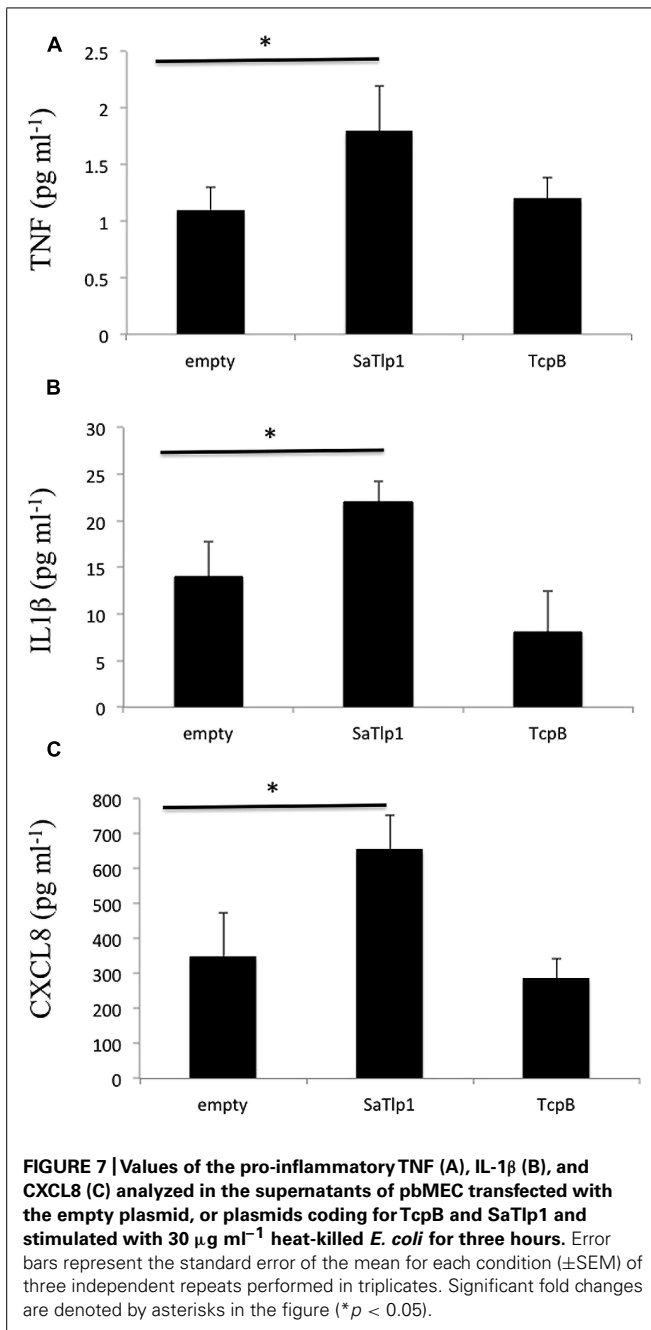 A
*
2.5
2
1.5
1
0.5
0
TNF (pg ml-1)
empty SaTlp1 TcpB
B
*
30
25
20
15
10
5
0
IL1β (pg ml-1)
empty SaTlp1 TcpB
C
*
800
700
600
500
400
300
200
100
0
CXCL8 (pg ml-1)
empty SaTlp1 TcpB
FIGURE 7 | Values of the pro-inflammatory TNF (A), IL-1β (B), and
CXCL8 (C) analyzed in the supernatants of pbMEC transfected with
the empty plasmid, or plasmids coding for TcpB and SaTlp1 and
stimulated with 30 μg ml−1 heat-killed E. coli for three hours. Error
bars represent the standard error of the mean for each condition (±SEM) of
three independent repeats performed in triplicates. Significant fold changes
are denoted by asterisks in the figure (*p < 0.05).